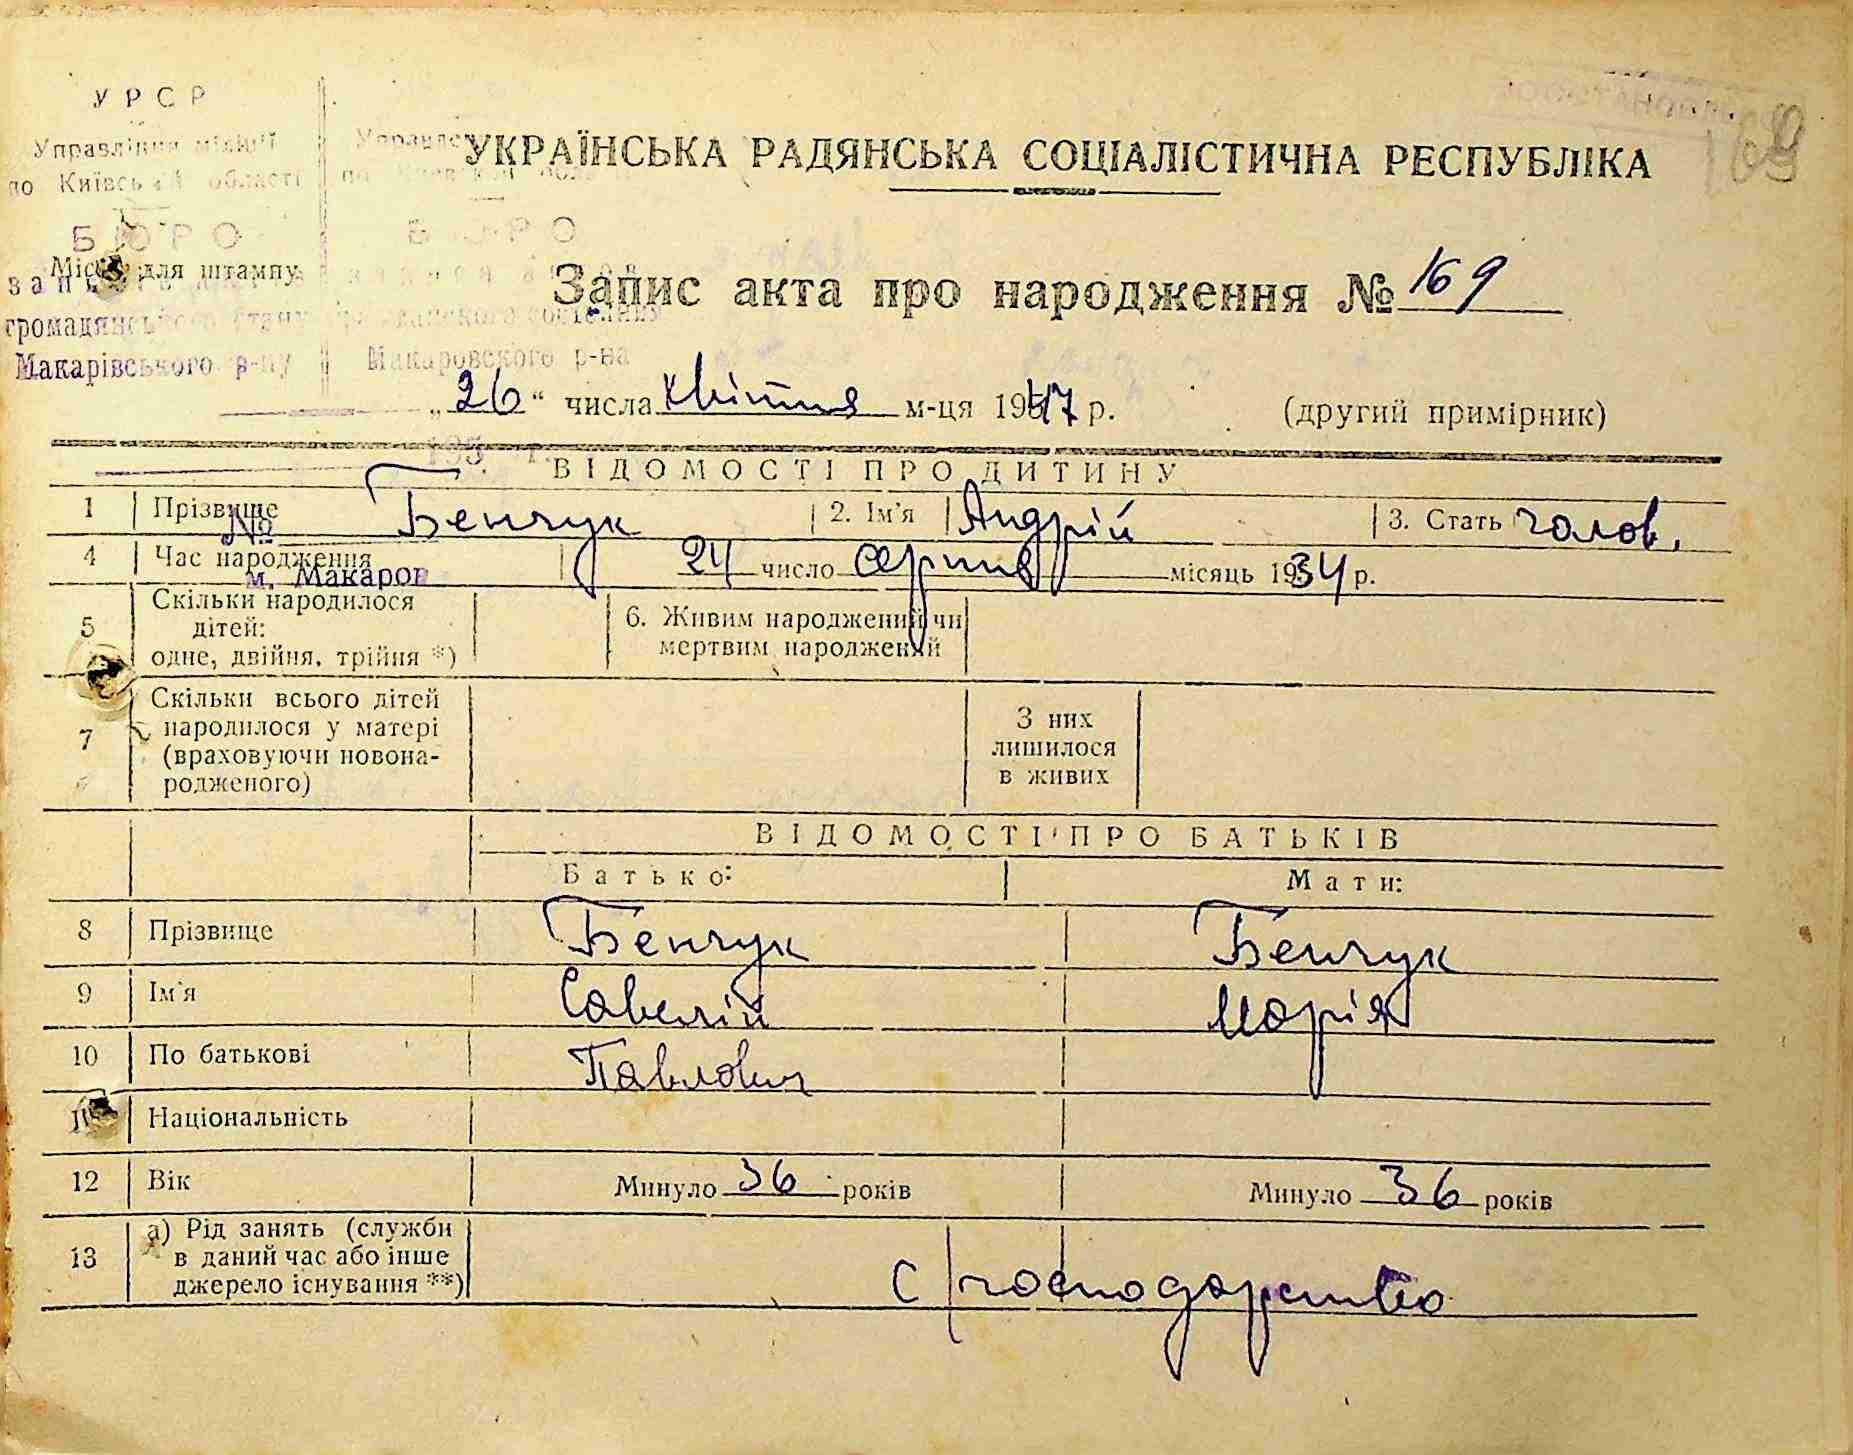 УРСР
Управління міліції
по Київській області
БЮРО
Місце для штампу
громадянського стану
Макарівського р-ну
БЮРО
Макаровского р-на
№
м. Макаров
УКРАЇНСЬКА РАДЯНСЬКА СОЦІАЛІСТИЧНА РЕСПУБЛІКА
Запис акта про народження № 169
„26“ числа квітня м-ця 1947 р. (другий примірник)
ВІДОМОСТІ ПРО ДИТИНУ
1 Прізвище Бенчук 2. Ім'я Андрій 3. Стать чолов.
4 Час народження 24 число серпня місяць 1934 р.
5 Скільки народилося дітей: одне, двійня, трійня *) 6. Живим народжений чи мертвим народжений
7 Скільки всього дітей народилося у матері (враховуючи новона-родженого) З них лишилося в живих
ВІДОМОСТІ ПРО БАТЬКІВ
Батько: Мати:
8 Прізвище Бенчук Бенчук
9 Ім'я Савелій Марія
10 По батькові Павлович
11 Національність
12 Вік Минуло 36 років Минуло 36 років
13 а) Рід занять (служби в даний час або інше джерело існування **) с/господарство